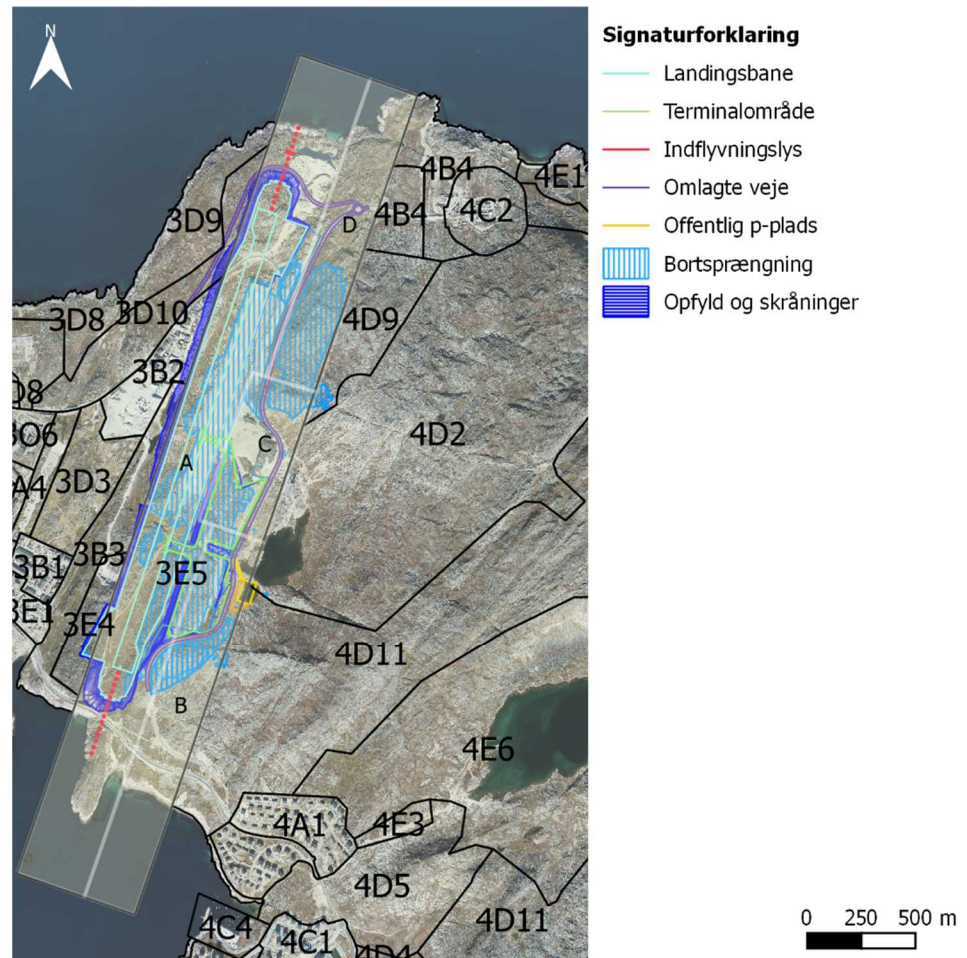 N
Signaturforklaring
Landingsbane
Terminalområde
Indflyvningslys
Omlagte veje
Offentlig p-plads
Bortsprængning
Opfyld og skråninger
4B4
4E1
3D9
4B4
4C2
D
3D8
3D10
4D9
3B2
D8
3O6
4D2
A
C
A4
3D3
3B1
3B3
3E5
3E1
3E4
4D11
B
4E6
4A1
4E3
4D5
4C4
4C1
4D11
4D4
0 250 500 m